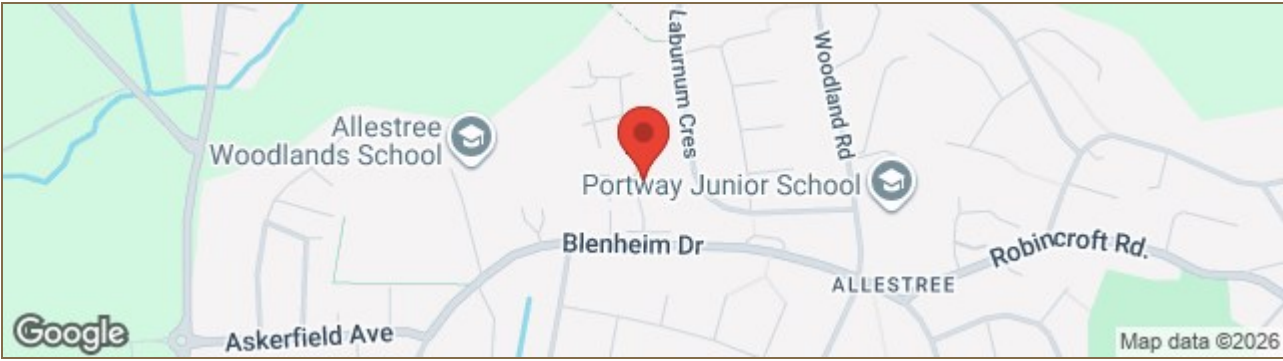 Laburnum Cres
Woodland Rd
Allestree
Woodlands School
Portway Junior School
Blenheim Dr
Robincroft Rd.
ALLESTREE
Askerfield Ave
Google
Map data ©2026